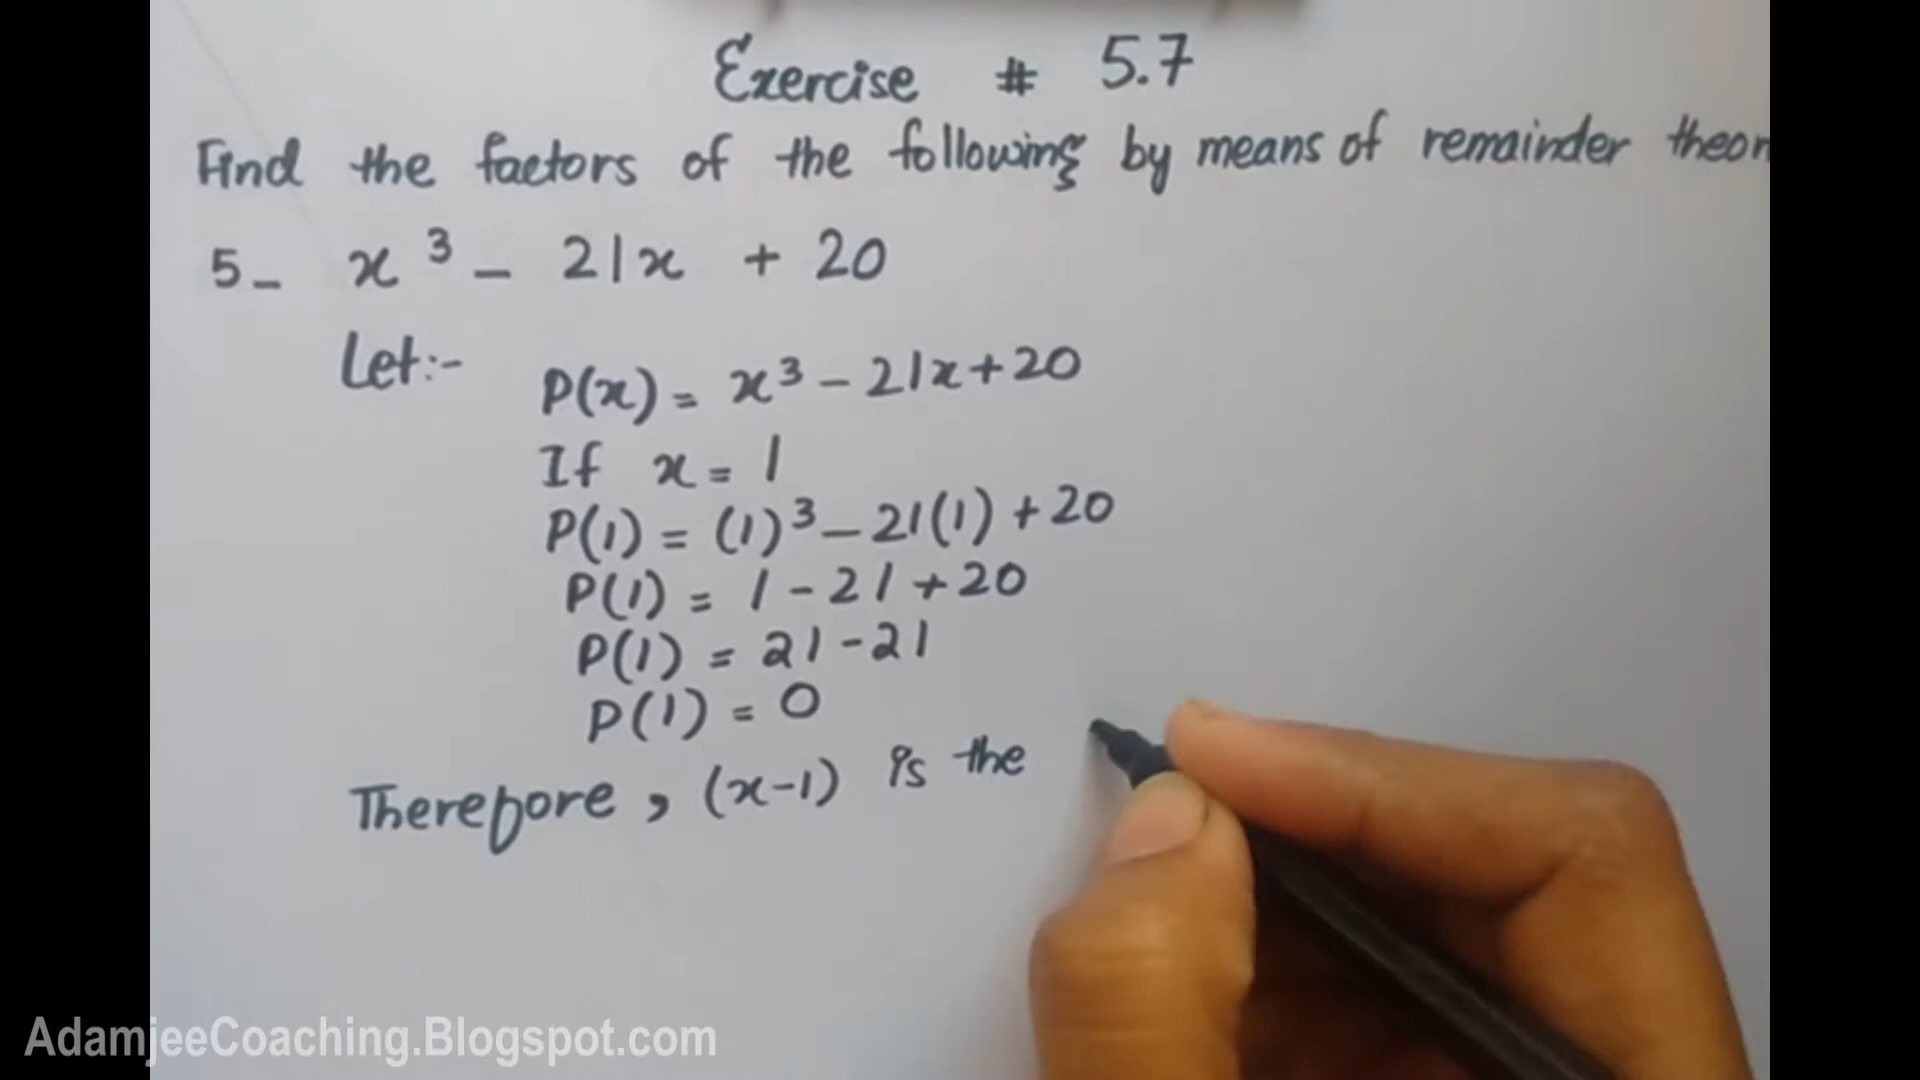 Exercise # 5.7
Find the factors of the following by means of remainder theor
5- x³ - 21x + 20
Let:-
P(x) = x³ - 21x + 20
If x = 1
P(1) = (1)³ - 21(1) + 20
P(1) = 1 - 21 + 20
P(1) = 21 - 21
P(1) = 0
Therefore, (x-1) is the
AdamjeeCoaching.Blogspot.com